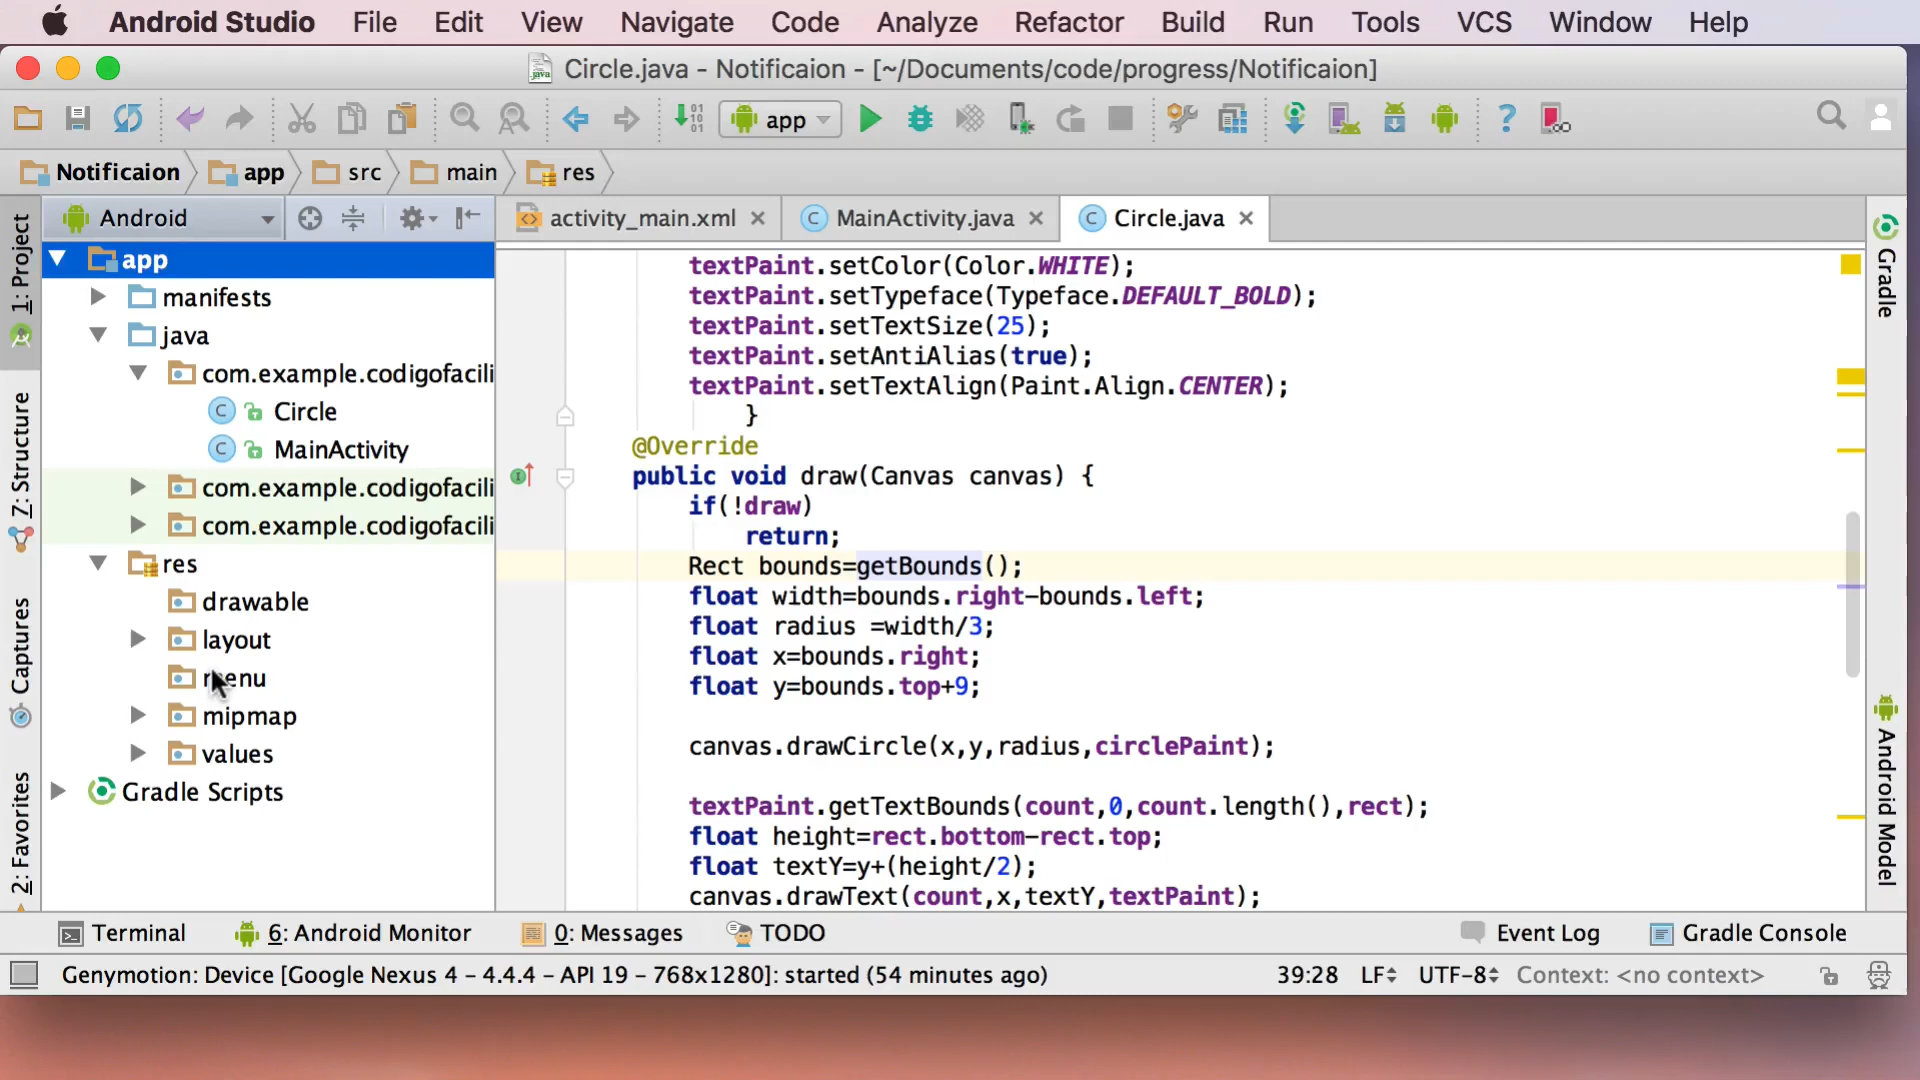 Android Studio File Edit View Navigate Code Analyze Refactor Build Run Tools VCS Window Help
Circle.java - Notificaion - [~/Documents/code/progress/Notificaion]
app
Notificaion app src main res
Android
activity_main.xml MainActivity.java Circle.java
1: Project
Z: Structure
Captures
2: Favorites
app
manifests
java
com.example.codigofacili
Circle
MainActivity
com.example.codigofacili
com.example.codigofacili
res
drawable
layout
menu
mipmap
values
Gradle Scripts
textPaint.setColor(Color.WHITE);
textPaint.setTypeface(Typeface.DEFAULT_BOLD);
textPaint.setTextSize(25);
textPaint.setAntiAlias(true);
textPaint.setTextAlign(Paint.Align.CENTER);
}
@Override
public void draw(Canvas canvas) {
if(!draw)
return;
Rect bounds=getBounds();
float width=bounds.right-bounds.left;
float radius =width/3;
float x=bounds.right;
float y=bounds.top+9;
canvas.drawCircle(x,y,radius,circlePaint);
textPaint.getTextBounds(count,0,count.length(),rect);
float height=rect.bottom-rect.top;
float textY=y+(height/2);
canvas.drawText(count,x,textY,textPaint);
Gradle
Android Model
Terminal 6: Android Monitor 0: Messages TODO Event Log Gradle Console
Genymotion: Device [Google Nexus 4 - 4.4.4 - API 19 - 768x1280]: started (54 minutes ago) 39:28 LF UTF-8 Context: <no context>